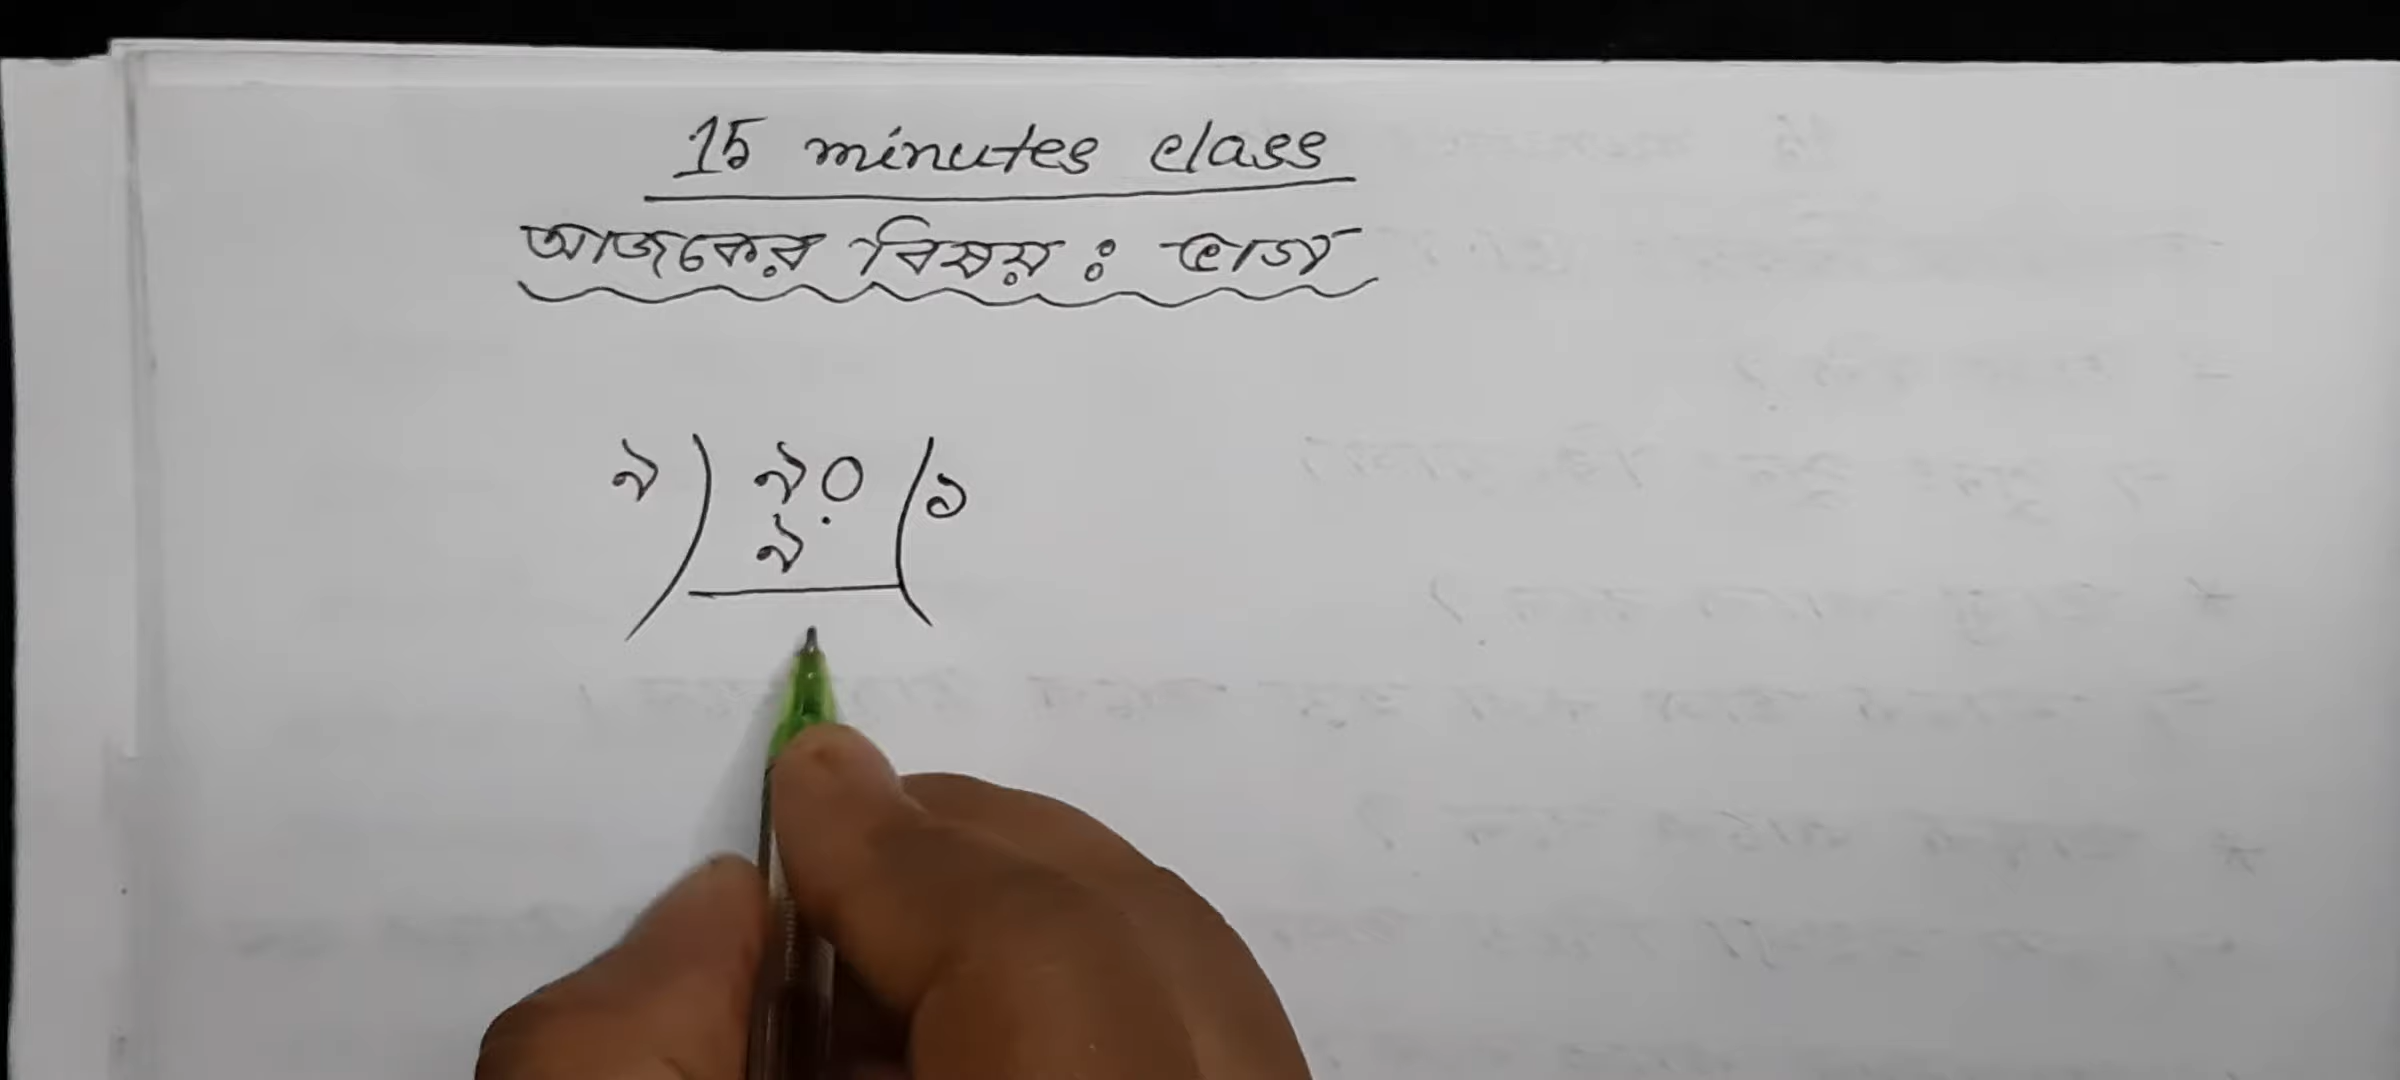 15 minutes class
আজকের বিষয় : ভাগ
৯) ৯০ (১
৯